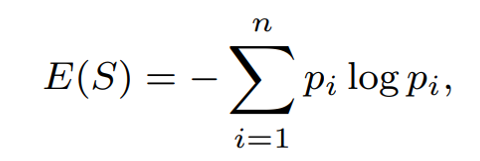 E(S) = − ∑_{i=1}^{n} p_i log p_i,